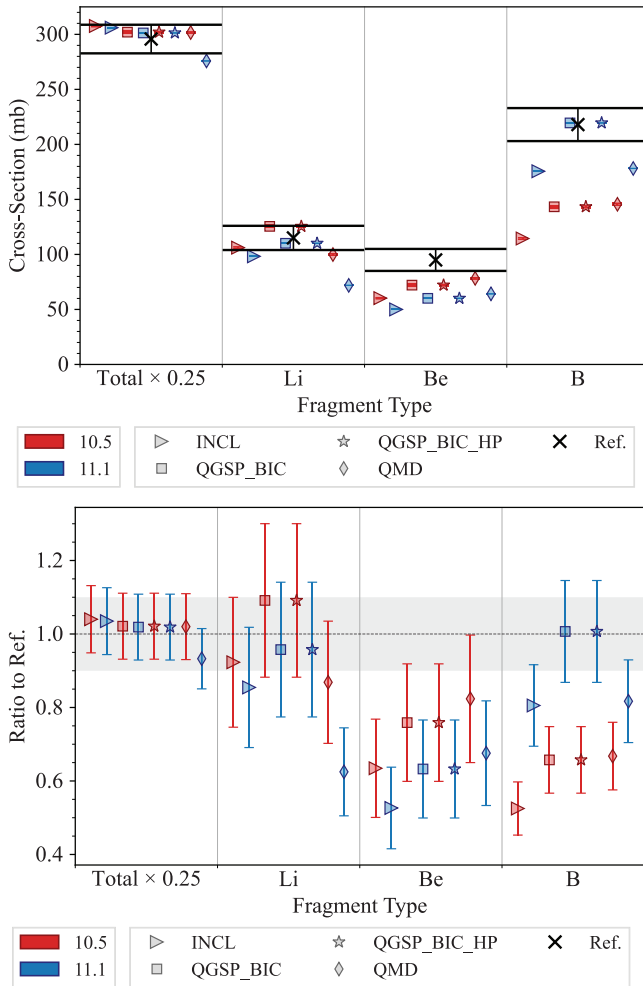 300
250
200
150
100
50
0
Cross-Section (mb)
Total × 0.25 Li Be B
Fragment Type
10.5 INCL QGSP_BIC_HP Ref.
11.1 QGSP_BIC QMD
1.2
1.0
0.8
0.6
0.4
Ratio to Ref.
Total × 0.25 Li Be B
Fragment Type
10.5 INCL QGSP_BIC_HP Ref.
11.1 QGSP_BIC QMD